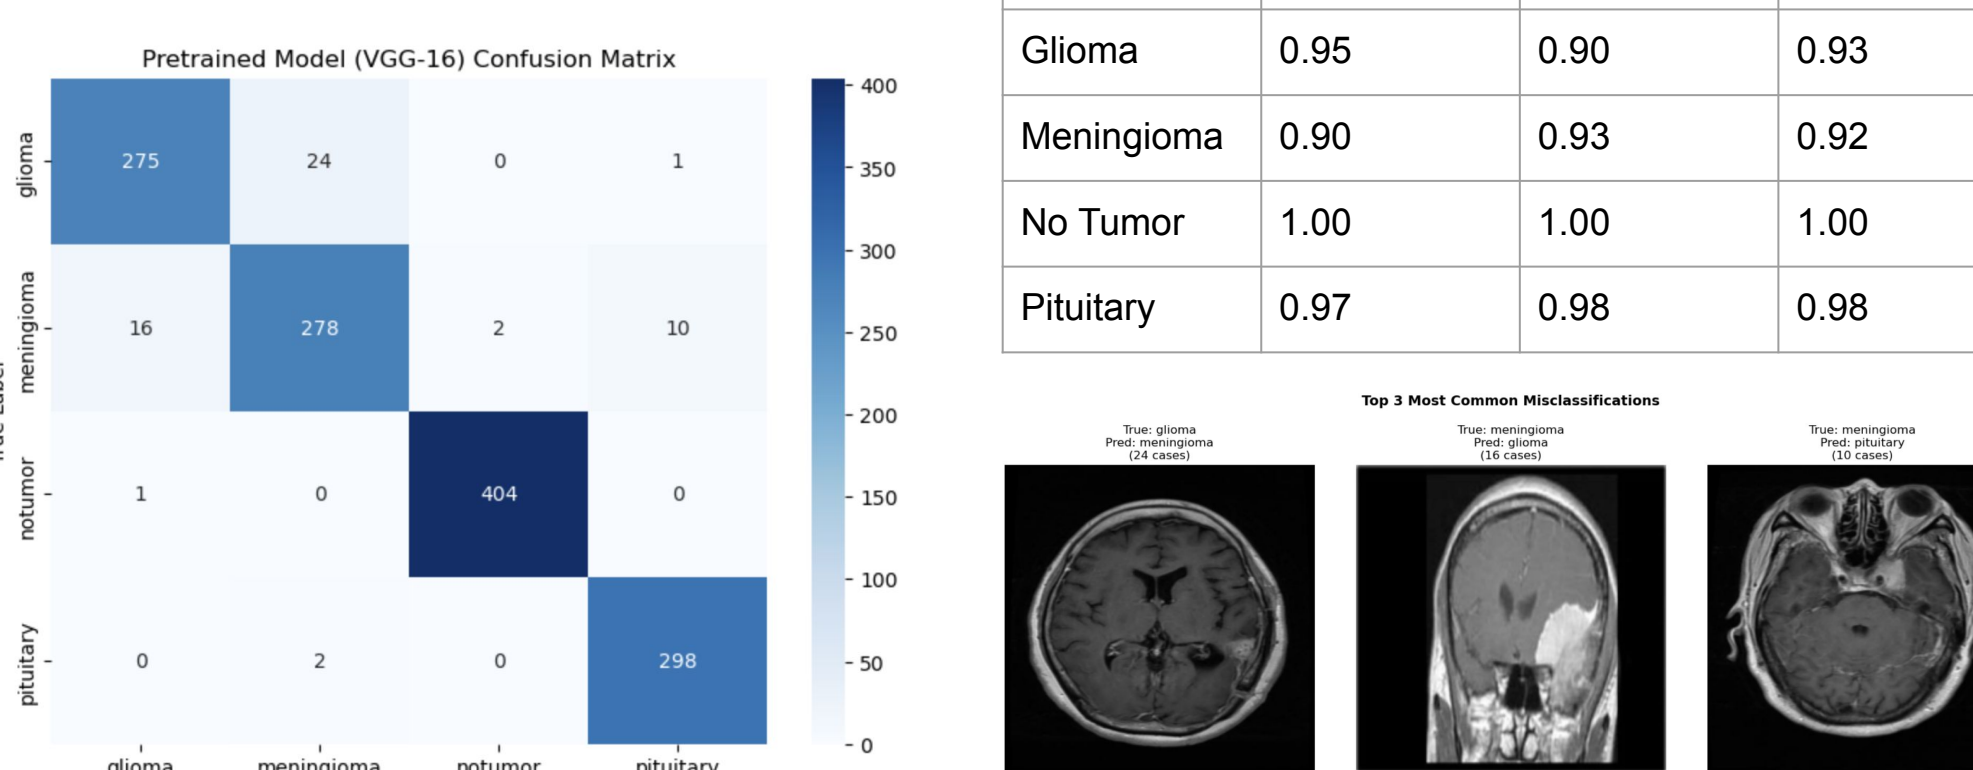 Pretrained Model (VGG-16) Confusion Matrix
glioma 275 24 0 1
meningioma 16 278 2 10
notumor 1 0 404 0
pituitary 0 2 0 298
glioma meningioma notumor pituitary
400
350
300
250
200
150
100
50
0
Glioma 0.95 0.90 0.93
Meningioma 0.90 0.93 0.92
No Tumor 1.00 1.00 1.00
Pituitary 0.97 0.98 0.98
Top 3 Most Common Misclassifications
True: glioma
Pred: meningioma
(24 cases)
True: meningioma
Pred: glioma
(16 cases)
True: meningioma
Pred: pituitary
(10 cases)